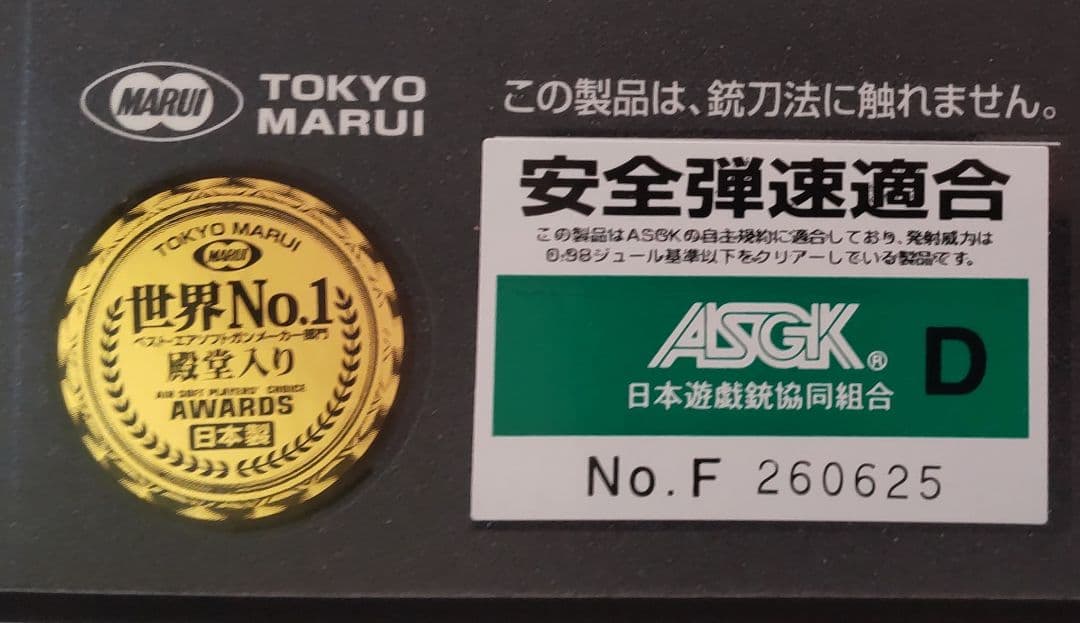 MARUI
TOKYO
MARUI
この製品は、銃刀法に触れません。
TOKYO MARUI
MARUI
世界No.1
ベスト・エアソフトガンメーカー部門
殿堂入り
AIR SOFT PLAYERS' CHOICE
AWARDS
日本製
安全弾速適合
この製品はASGKの自主規約に適合しており、発射威力は
0.98ジュール基準以下をクリアーしている製品です。
ASGK® D
日本遊戯銃協同組合
No.F 260625